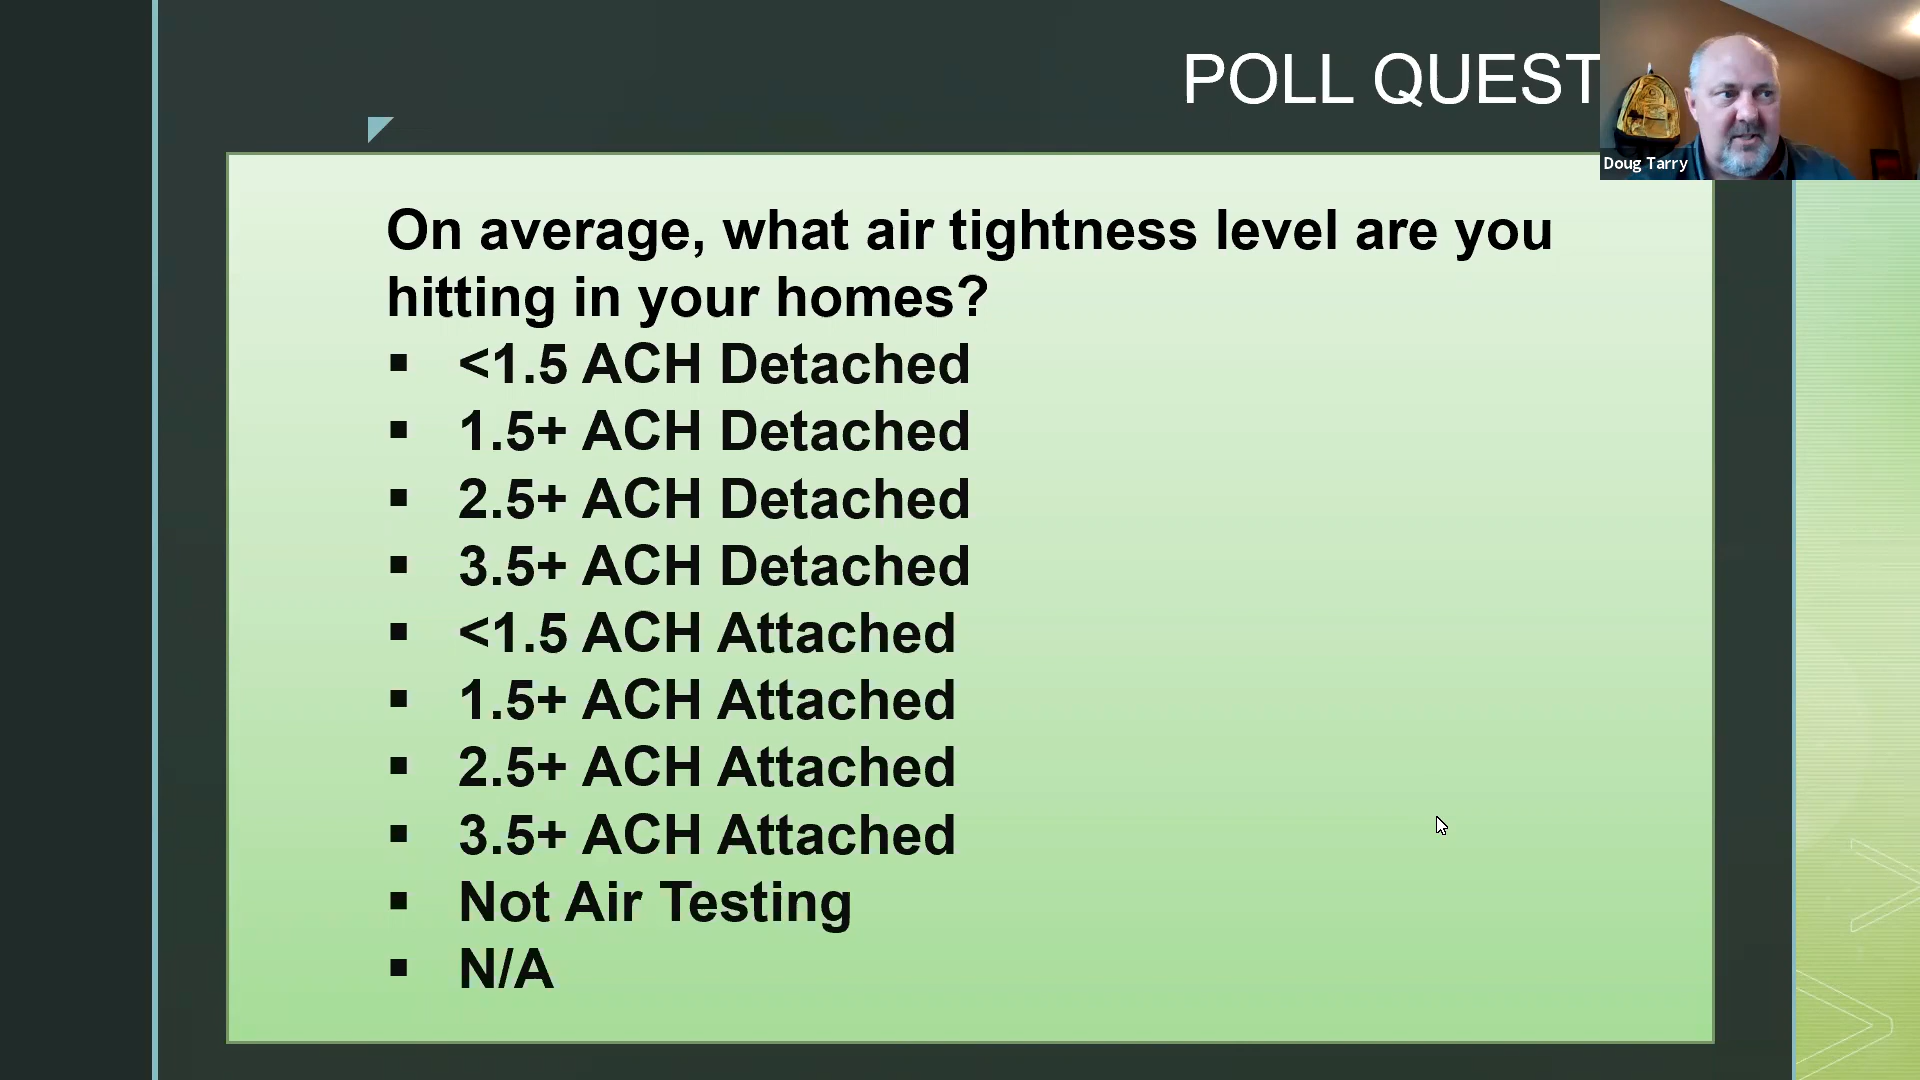 POLL QUEST
Doug Tarry
On average, what air tightness level are you
hitting in your homes?
▪ <1.5 ACH Detached
▪ 1.5+ ACH Detached
▪ 2.5+ ACH Detached
▪ 3.5+ ACH Detached
▪ <1.5 ACH Attached
▪ 1.5+ ACH Attached
▪ 2.5+ ACH Attached
▪ 3.5+ ACH Attached
▪ Not Air Testing
▪ N/A